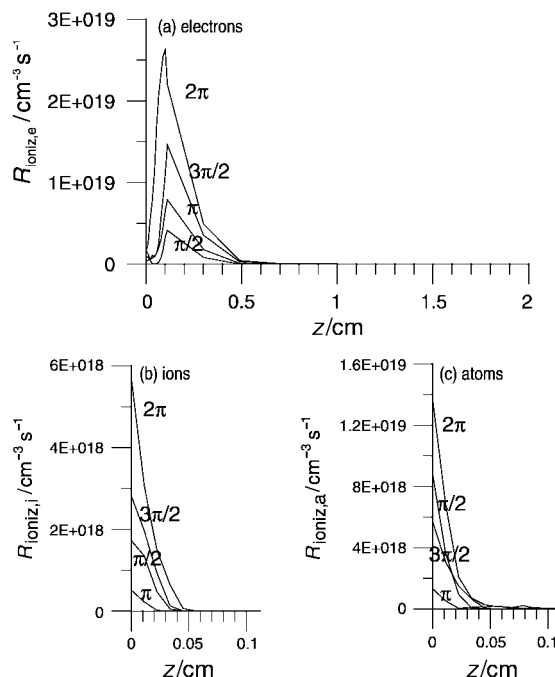 (a) electrons
3E+019
2E+019
1E+019
0
R ioniz,e /cm⁻³ s⁻¹
2π
3π/2
π
π/2
0 0.5 1 1.5 2
z/cm
(b) ions
6E+018
4E+018
2E+018
0
R ioniz,i /cm⁻³ s⁻¹
2π
3π/2
π/2
π
0 0.05 0.1
z/cm
(c) atoms
1.6E+019
1.2E+019
8E+018
4E+018
0
R ioniz,a /cm⁻³ s⁻¹
2π
π/2
3π/2
π
0 0.05 0.1
z/cm